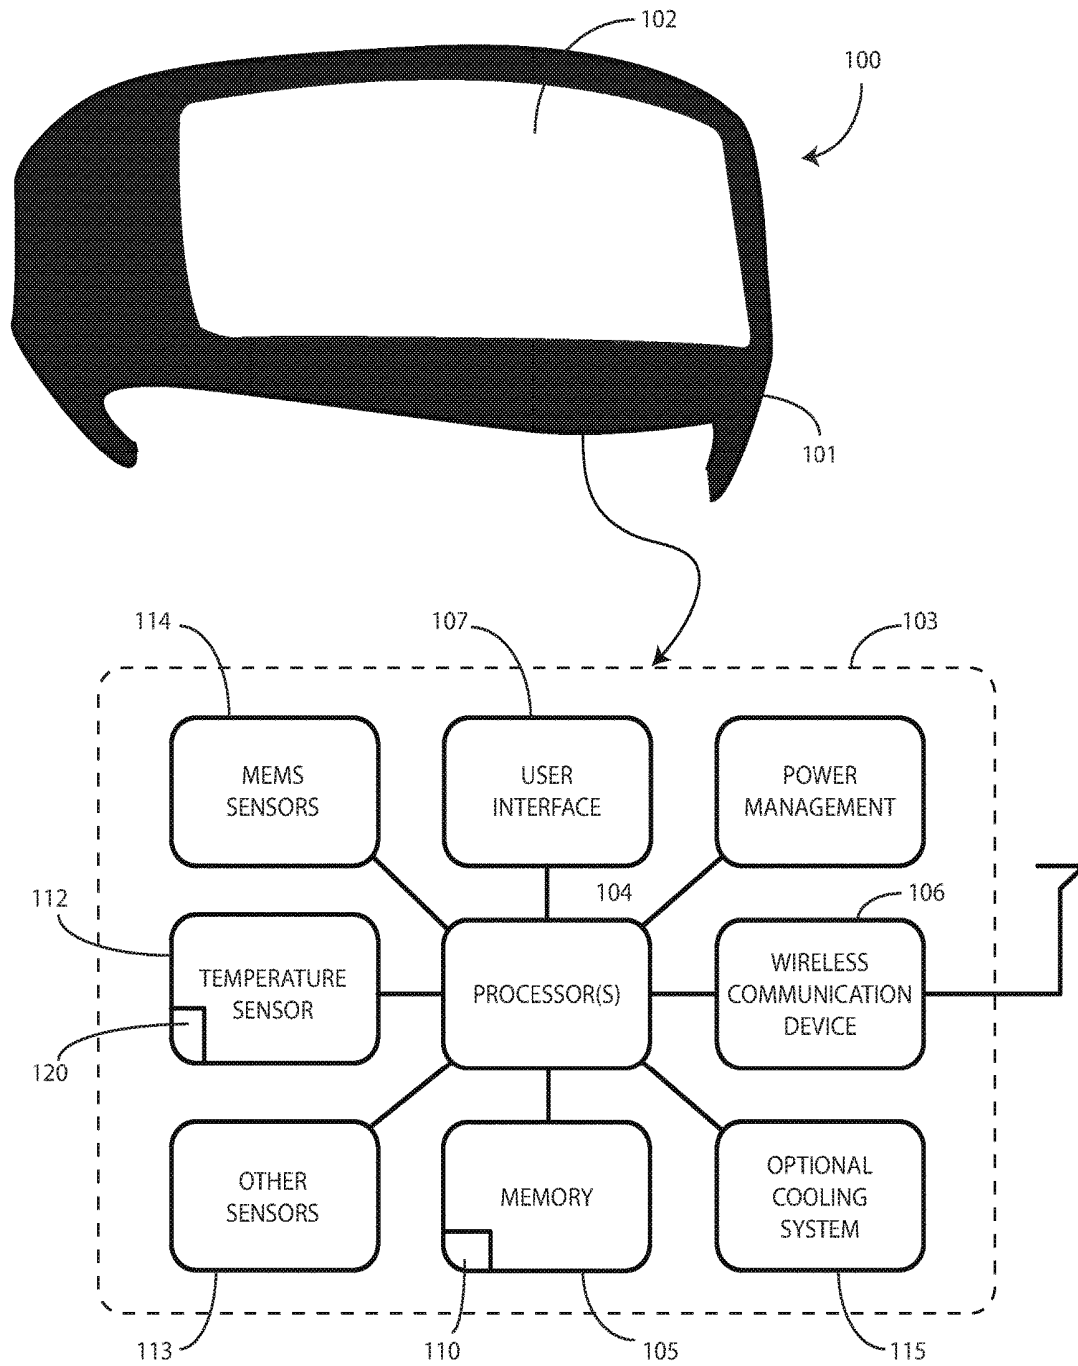 102
100
101
114
107
103
MEMS
SENSORS
USER
INTERFACE
POWER
MANAGEMENT
112
104
106
TEMPERATURE
SENSOR
PROCESSOR(S)
WIRELESS
COMMUNICATION
DEVICE
120
OTHER
SENSORS
MEMORY
OPTIONAL
COOLING
SYSTEM
113
110
105
115